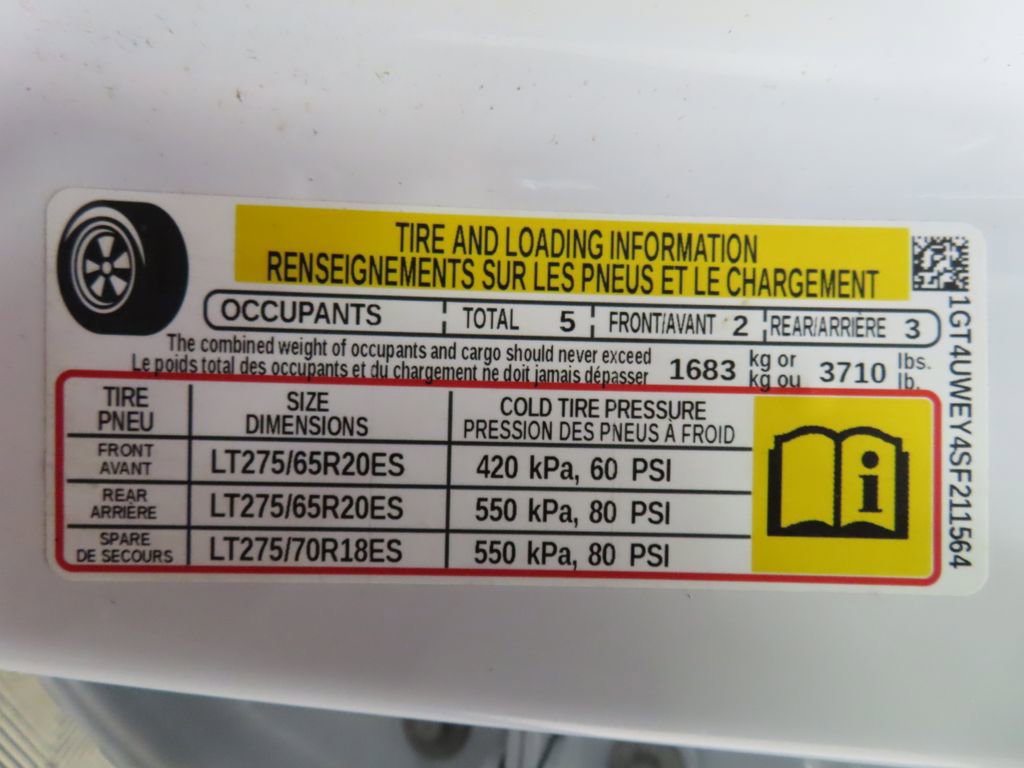 TIRE AND LOADING INFORMATION
RENSEIGNEMENTS SUR LES PNEUS ET LE CHARGEMENT
OCCUPANTS TOTAL 5 FRONT/AVANT 2 REAR/ARRIÈRE 3
The combined weight of occupants and cargo should never exceed
Le poids total des occupants et du chargement ne doit jamais dépasser
1683 kg or 3710 lbs.
kg ou lb.
TIRE SIZE COLD TIRE PRESSURE
PNEU DIMENSIONS PRESSION DES PNEUS À FROID
FRONT
AVANT LT275/65R20ES 420 kPa, 60 PSI
REAR
ARRIÈRE LT275/65R20ES 550 kPa, 80 PSI
SPARE
DE SECOURS LT275/70R18ES 550 kPa, 80 PSI
i
1GT4UWEY4SF211564